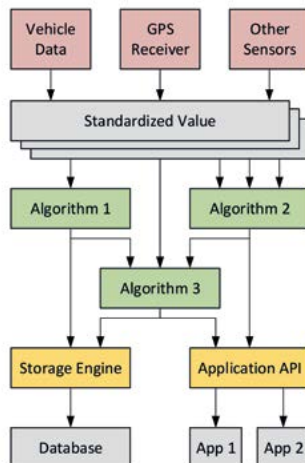 Vehicle
Data
GPS
Receiver
Other
Sensors
Standardized Value
Algorithm 1
Algorithm 2
Algorithm 3
Storage Engine
Application API
Database
App 1
App 2